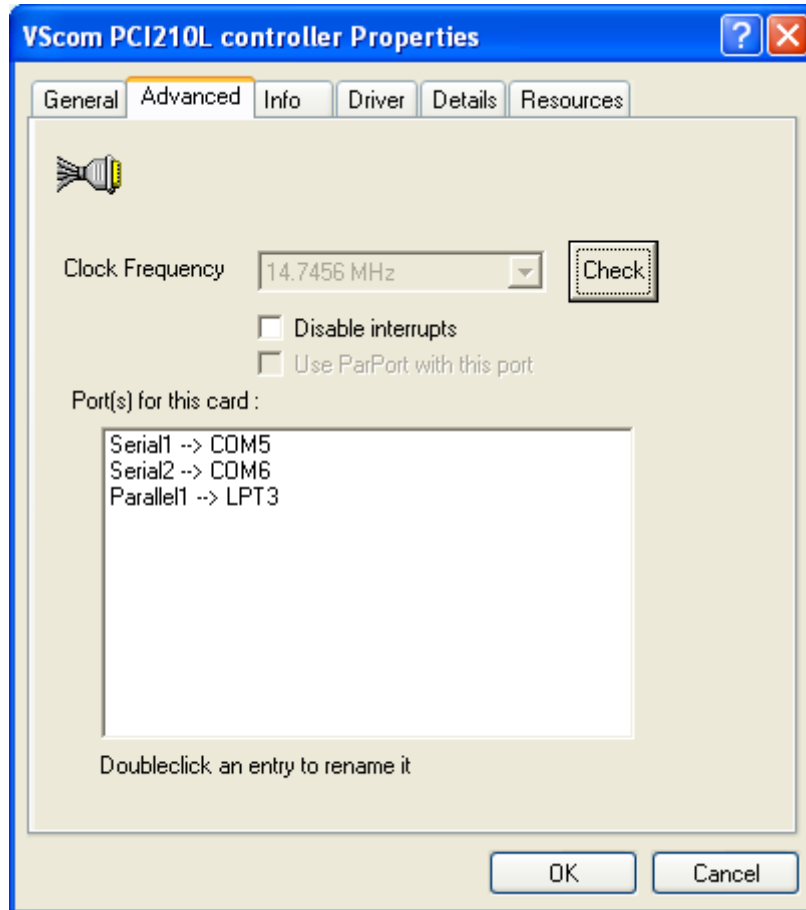 VScom PCI210L controller Properties
General Advanced Info Driver Details Resources
Clock Frequency 14.7456 MHz Check
Disable interrupts
Use ParPort with this port
Port(s) for this card :
Serial1 --> COM5
Serial2 --> COM6
Parallel1 --> LPT3
Doubleclick an entry to rename it
OK Cancel